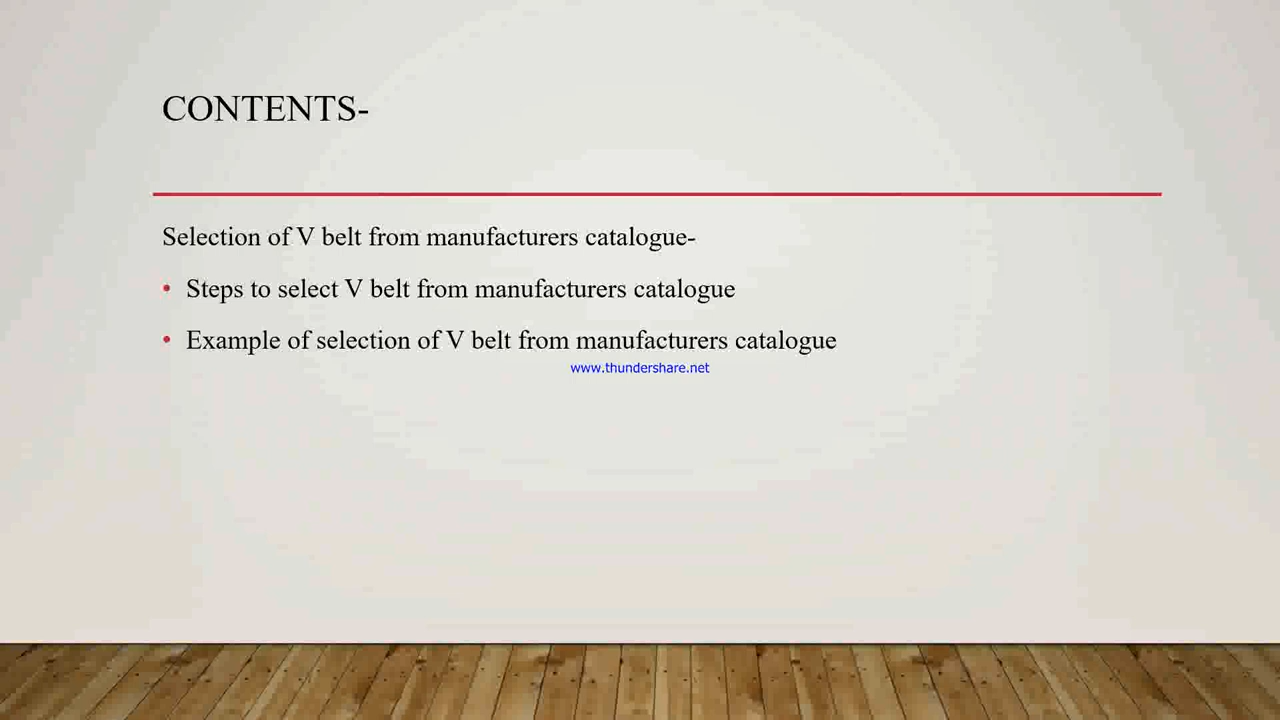 CONTENTS-
Selection of V belt from manufacturers catalogue-
• Steps to select V belt from manufacturers catalogue
• Example of selection of V belt from manufacturers catalogue
www.thundershare.net